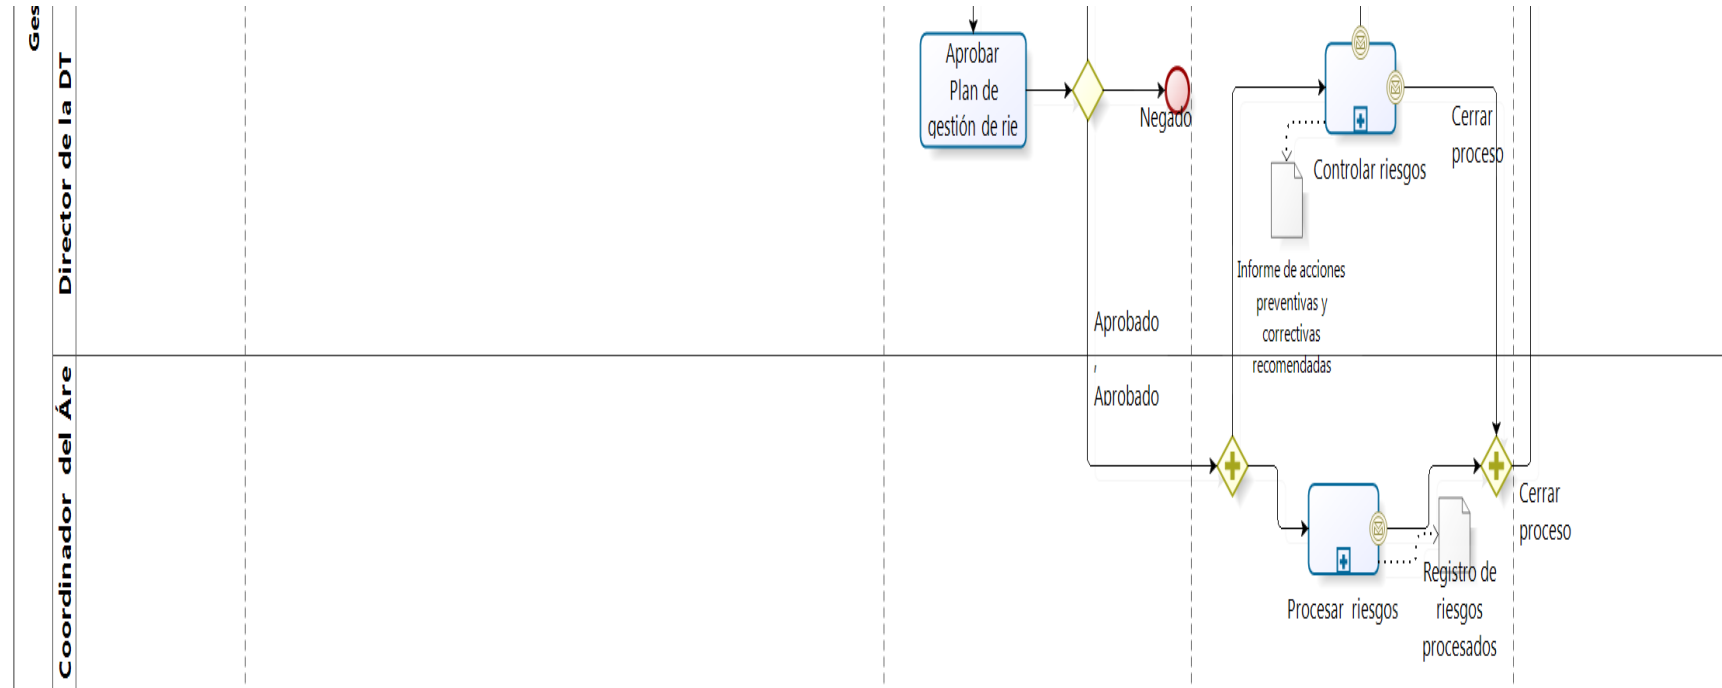 Ges
Director de la DT
Aprobar
Plan de
gestión de rie
Negado
Controlar riesgos
Cerrar
proceso
Informe de acciones
preventivas y
correctivas
recomendadas
Aprobado
,
Aprobado
Coordinador del Áre
Procesar riesgos
Registro de
riesgos
procesados
Cerrar
proceso